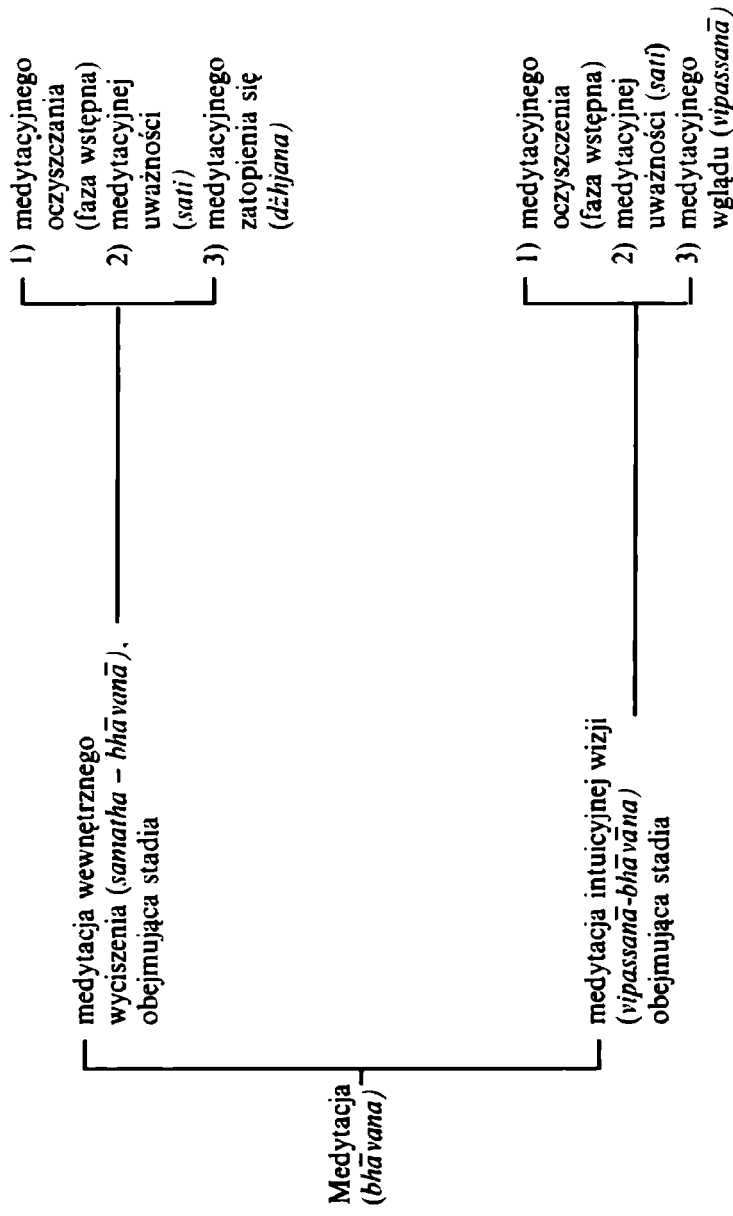 Medytacja
(bhāvana)
medytacja wewnętrznego
wyciszenia (samatha – bhāvanā),
obejmująca stadia
1) medytacyjnego
oczyszczania
(faza wstępna)
2) medytacyjnej
uważności
(sati)
3) medytacyjnego
zatopienia się
(dźhjana)
medytacja intuicyjnej wizji
(vipassanā-bhāvāna)
obejmująca stadia
1) medytacyjnego
oczyszczenia
(faza wstępna)
2) medytacyjnej
uważności (sati)
3) medytacyjnego
wglądu (vipassanā)